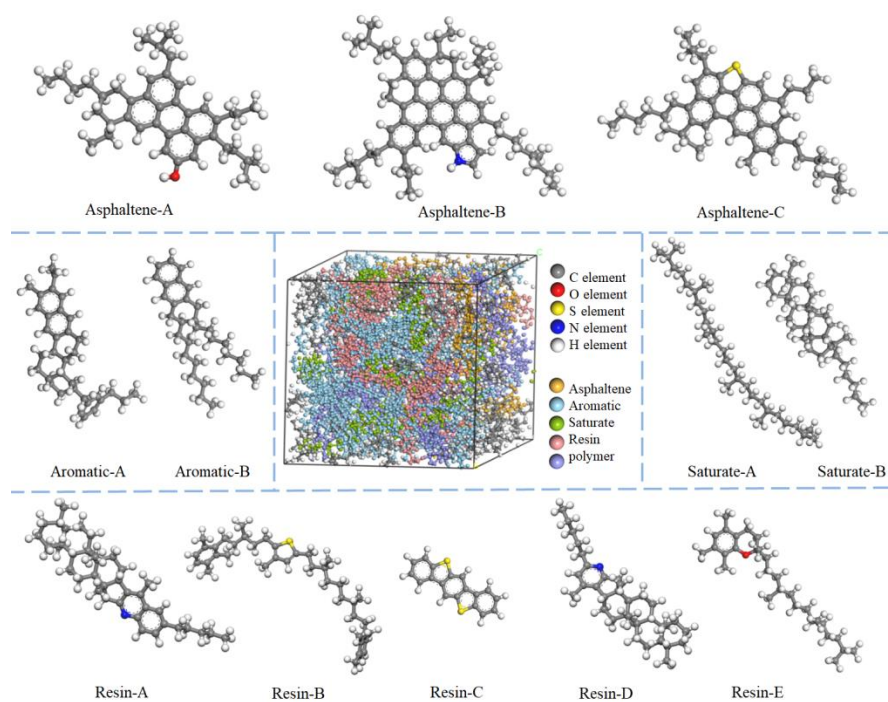 Asphaltene-A
Asphaltene-B
Asphaltene-C
C element
O element
S element
N element
H element
Asphaltene
Aromatic
Saturate
Resin
polymer
Aromatic-A
Aromatic-B
Saturate-A
Saturate-B
Resin-A
Resin-B
Resin-C
Resin-D
Resin-E